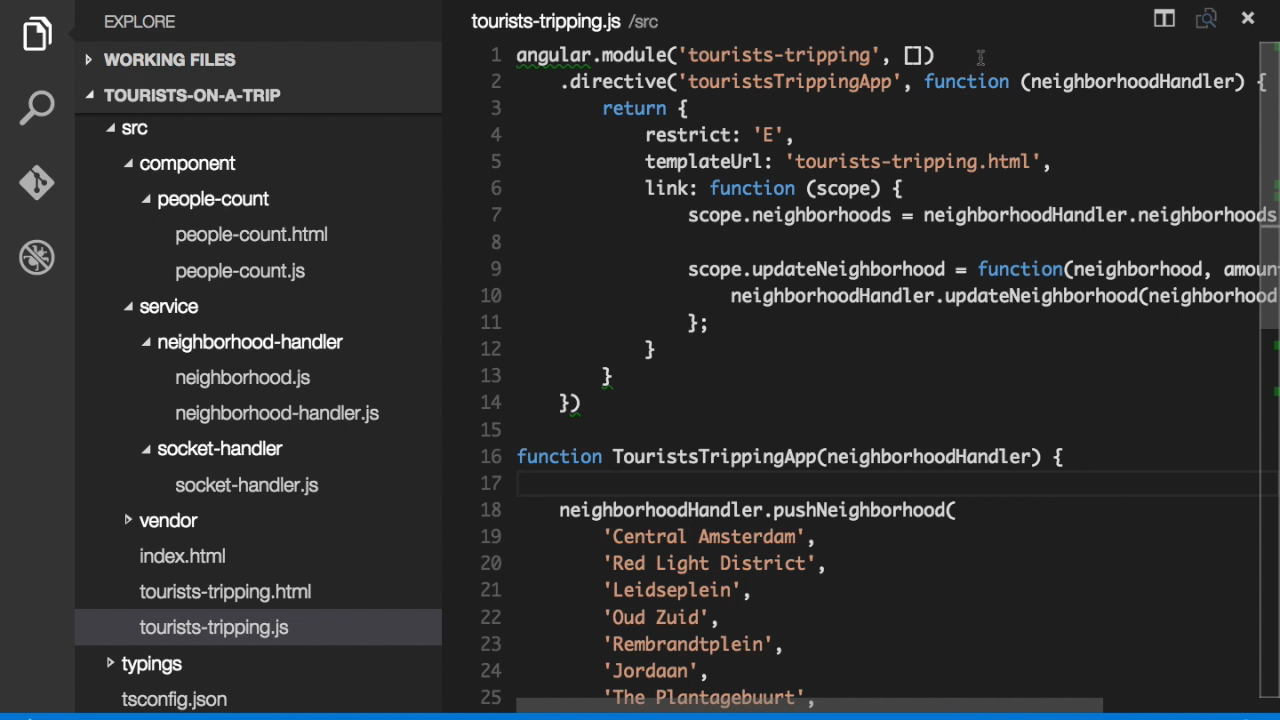 EXPLORE
WORKING FILES
TOURISTS-ON-A-TRIP
src
component
people-count
people-count.html
people-count.js
service
neighborhood-handler
neighborhood.js
neighborhood-handler.js
socket-handler
socket-handler.js
vendor
index.html
tourists-tripping.html
tourists-tripping.js
typings
tsconfig.json
tourists-tripping.js /src
1 angular.module('tourists-tripping', [])
2 .directive('touristsTrippingApp', function (neighborhoodHandler) {
3 return {
4 restrict: 'E',
5 templateUrl: 'tourists-tripping.html',
6 link: function (scope) {
7 scope.neighborhoods = neighborhoodHandler.neighborhoods
8
9 scope.updateNeighborhood = function(neighborhood, amoun
10 neighborhoodHandler.updateNeighborhood(neighborhood
11 };
12 }
13 }
14 })
15
16 function TouristsTrippingApp(neighborhoodHandler) {
17
18 neighborhoodHandler.pushNeighborhood(
19 'Central Amsterdam',
20 'Red Light District',
21 'Leidseplein',
22 'Oud Zuid',
23 'Rembrandtplein',
24 'Jordaan',
25 'The Plantagebuurt',